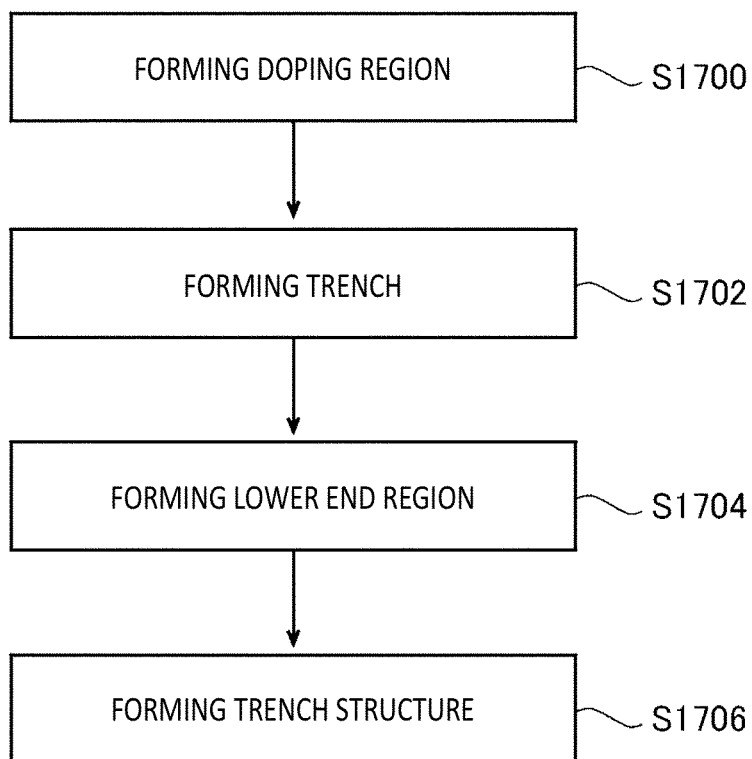 FORMING DOPING REGION
S1700
FORMING TRENCH
S1702
FORMING LOWER END REGION
S1704
FORMING TRENCH STRUCTURE
S1706